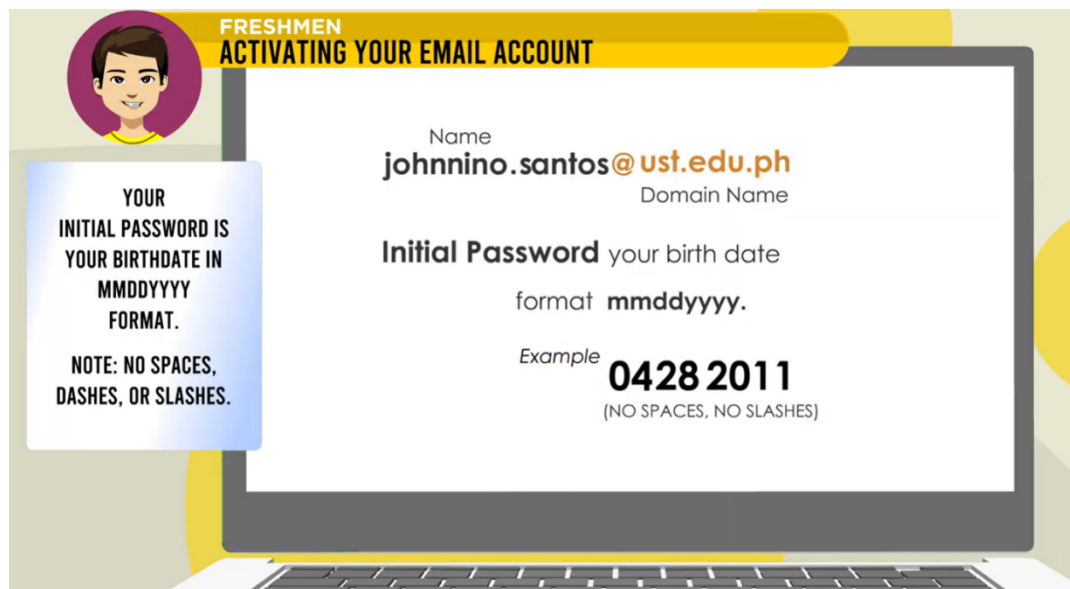 FRESHMEN
ACTIVATING YOUR EMAIL ACCOUNT
YOUR
INITIAL PASSWORD IS
YOUR BIRTHDATE IN
MMDDYYYY
FORMAT.
NOTE: NO SPACES,
DASHES, OR SLASHES.
Name
johnnino.santos@ust.edu.ph
Domain Name
Initial Password your birth date
format mmddyyyy.
Example 04282011
(NO SPACES, NO SLASHES)